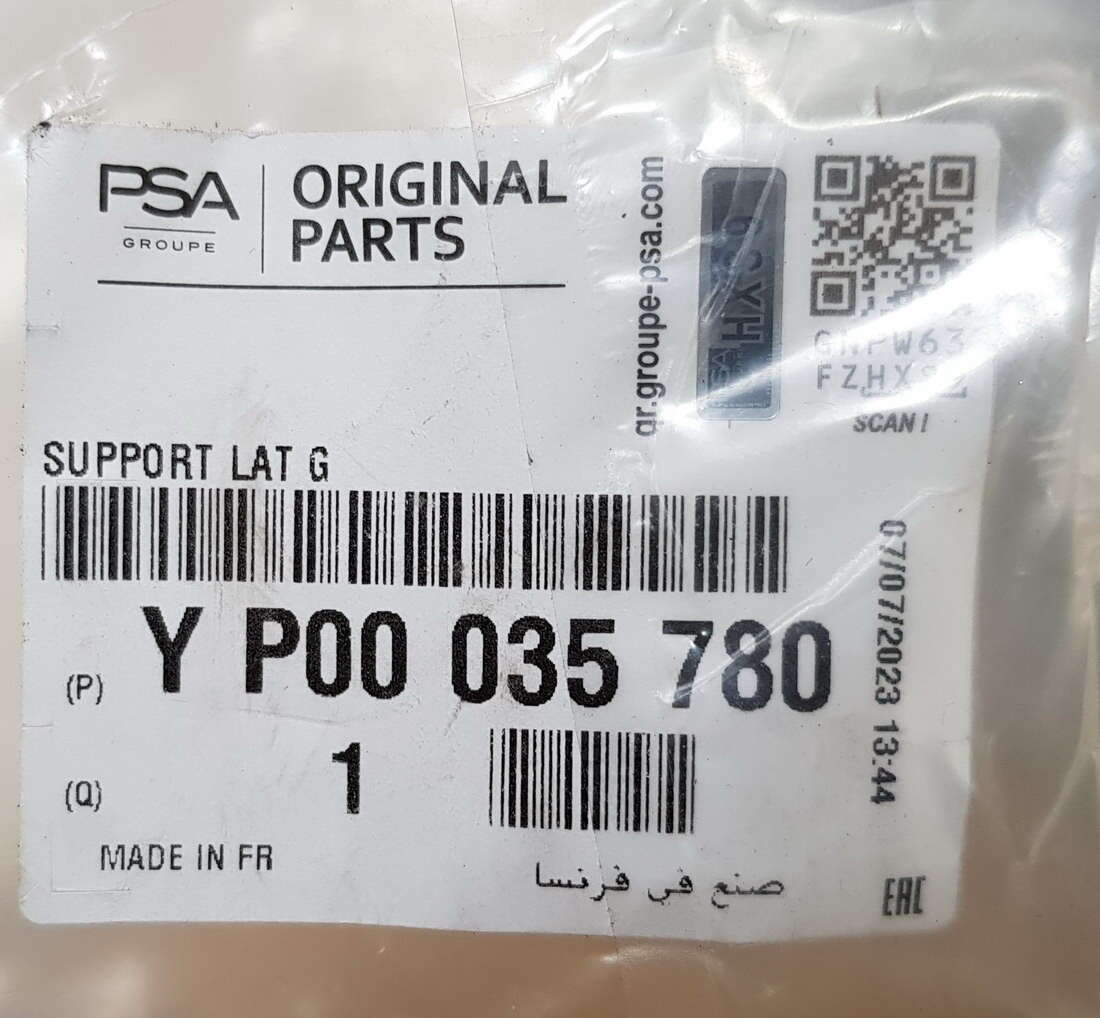 PSA
GROUPE
ORIGINAL
PARTS
qr.groupe-psa.com
SCAN !
SUPPORT LAT G
(P) Y P00 035 780
07/07/2023 13:44
(Q) 1
MADE IN FR
صنع في فرنسا
EAC